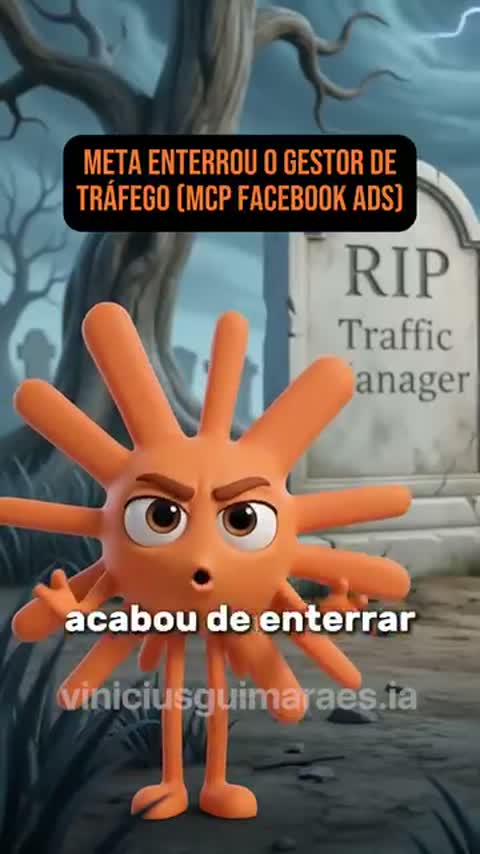 META ENTERROU O GESTOR DE
TRÁFEGO (MCP FACEBOOK ADS)
RIP
Traffic
anager
acabou de enterrar
viniciusguimaraes.ia